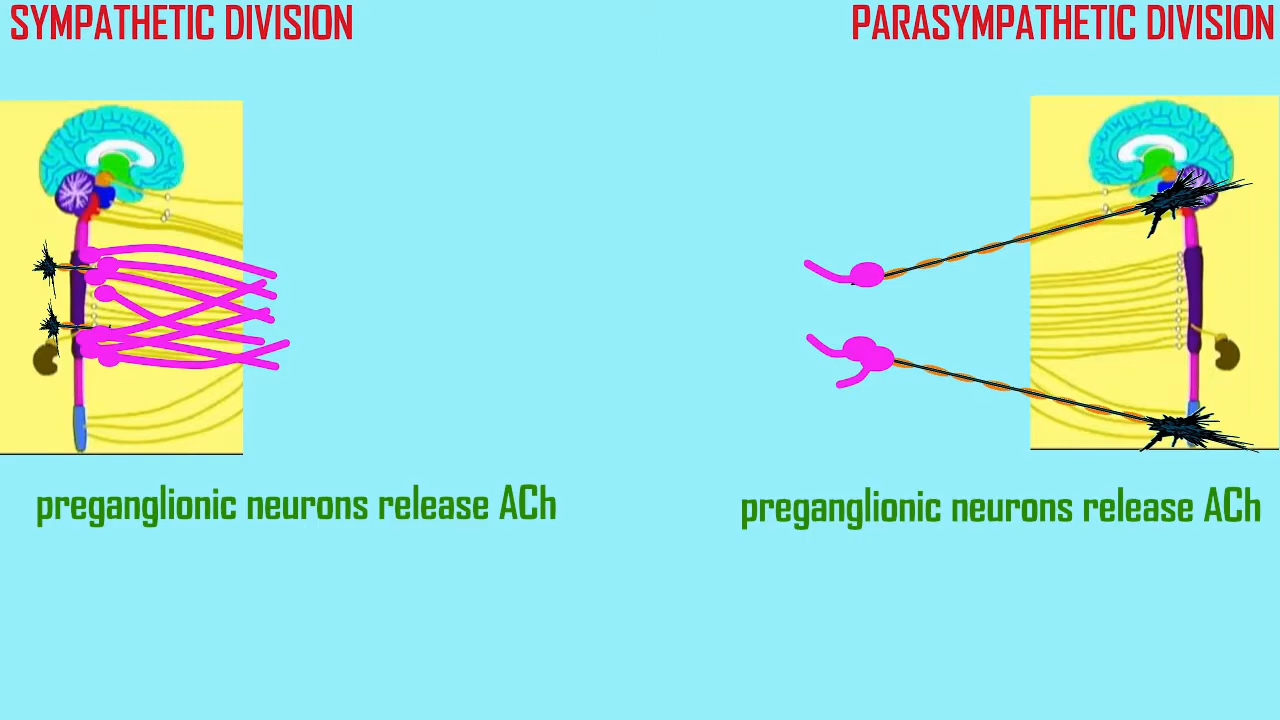 SYMPATHETIC DIVISION
PARASYMPATHETIC DIVISION
preganglionic neurons release ACh
preganglionic neurons release ACh